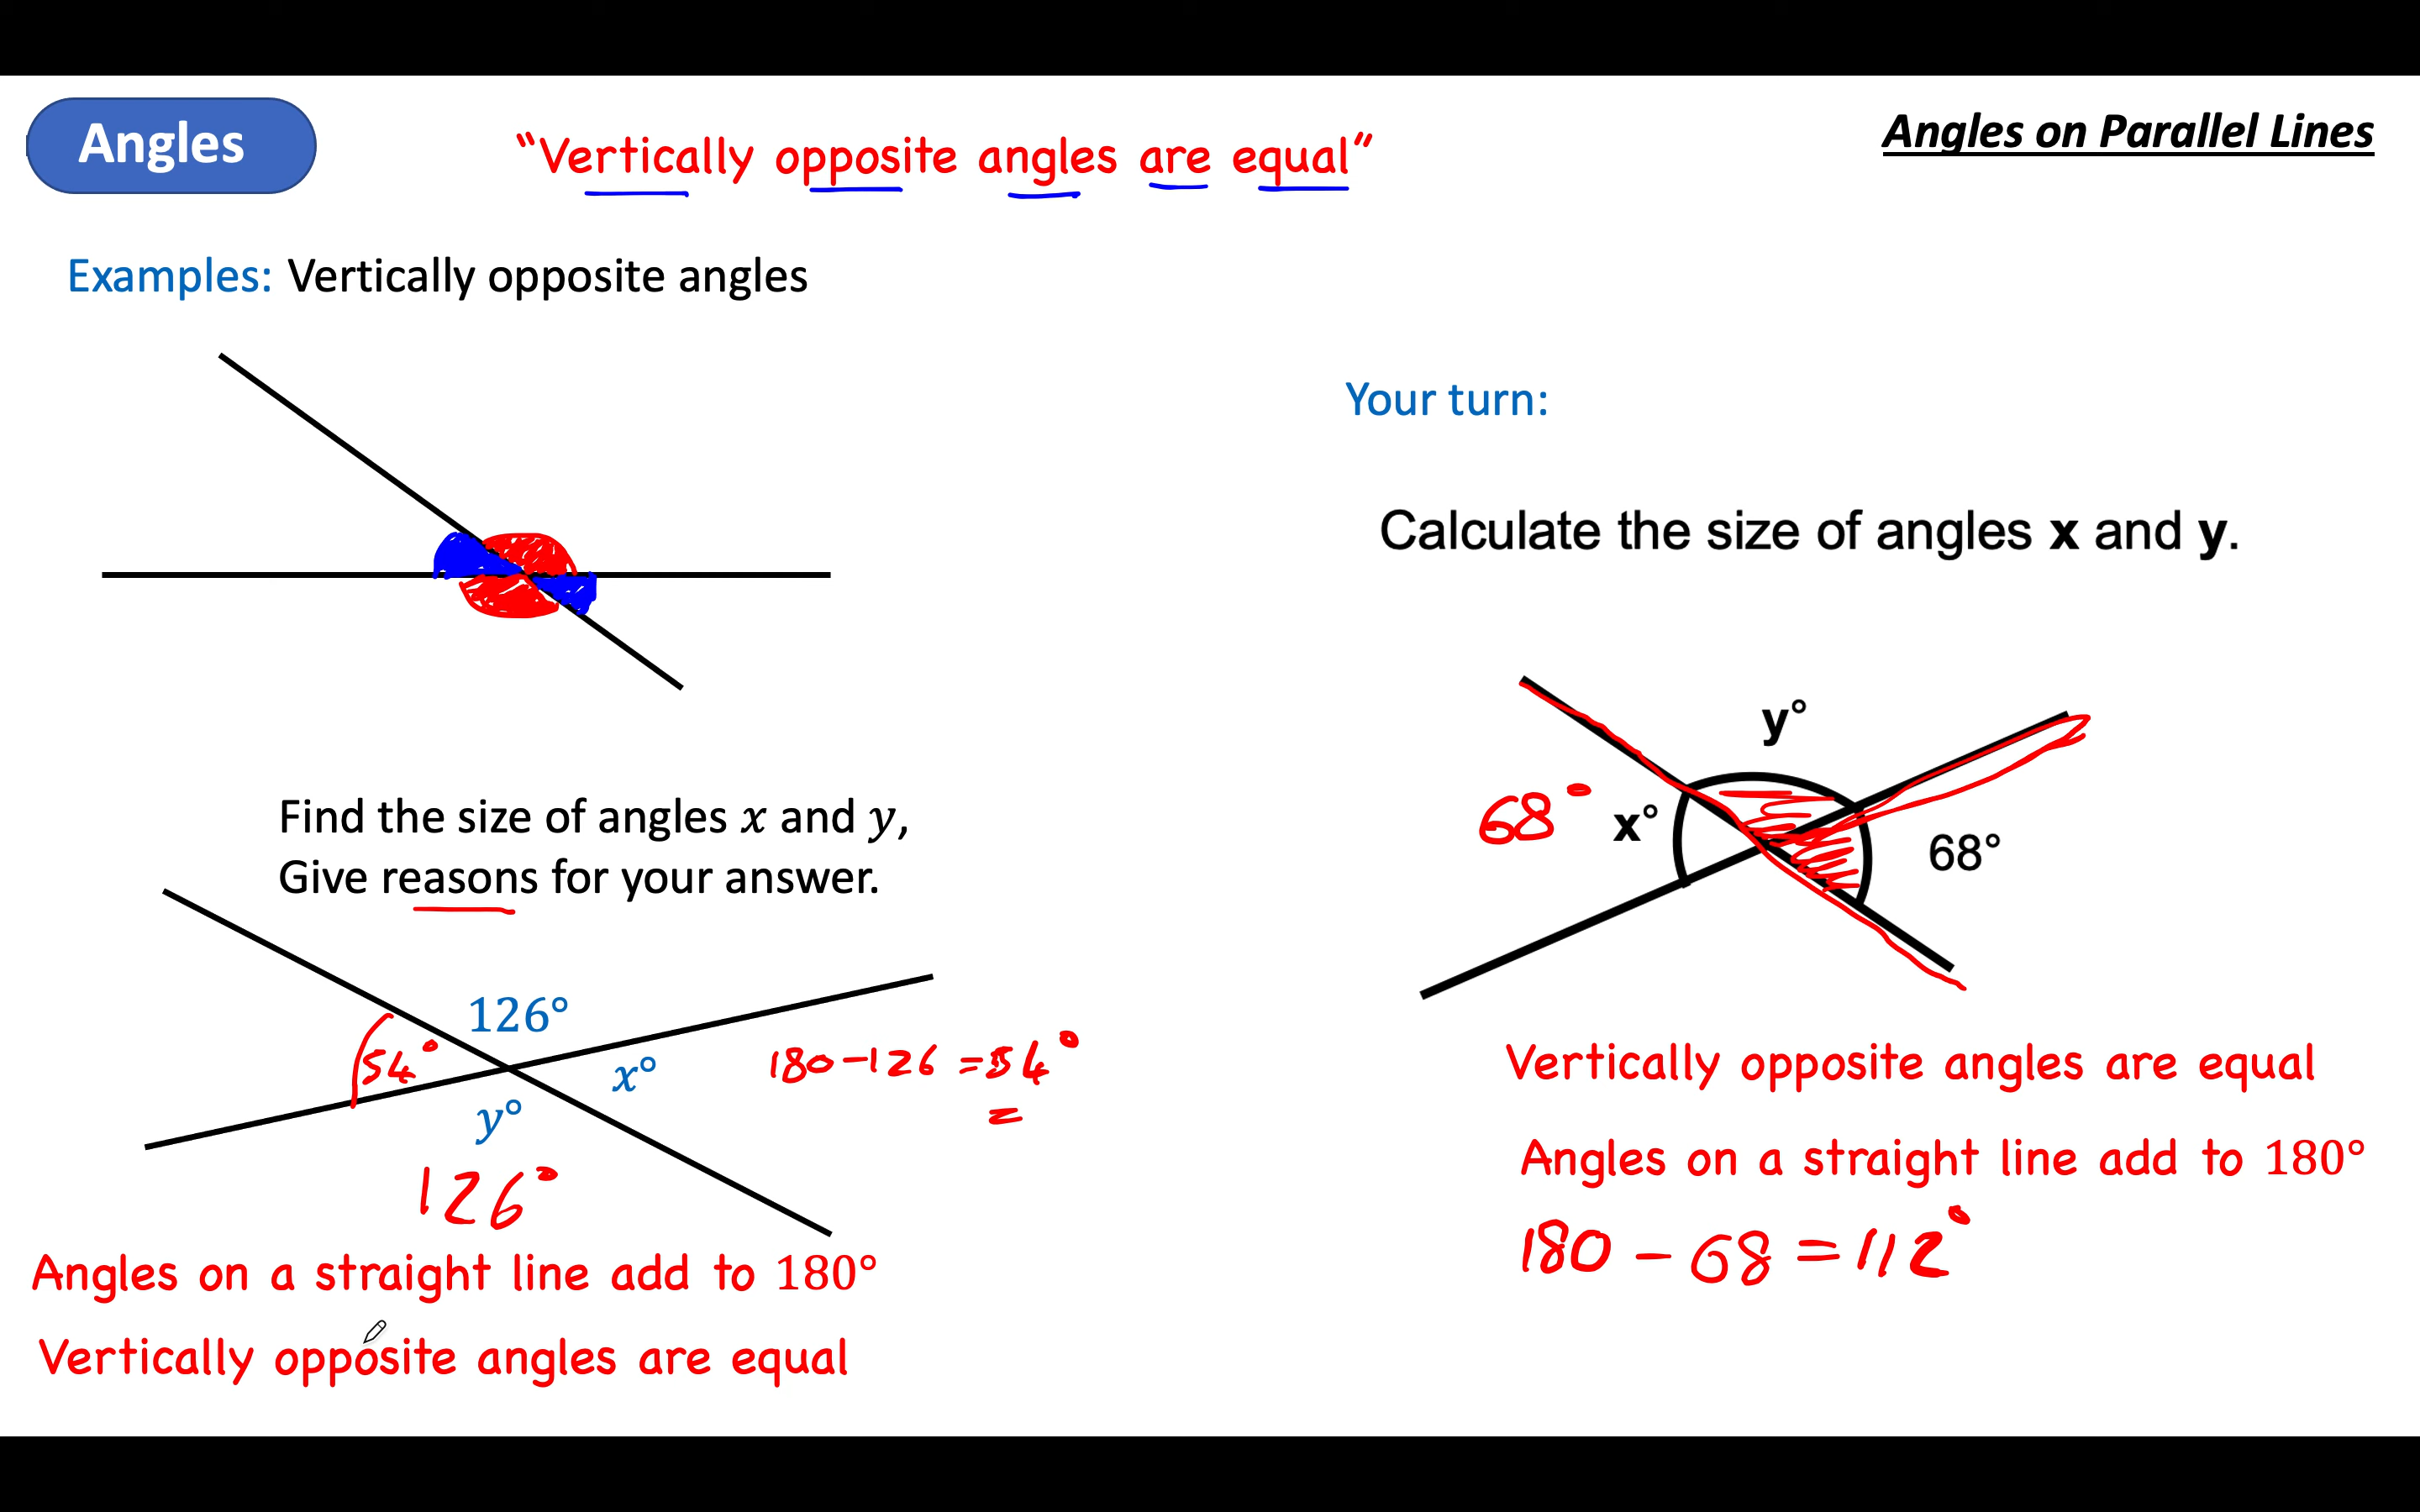 Angles
"Vertically opposite angles are equal"
Angles on Parallel Lines
Examples: Vertically opposite angles
Find the size of angles x and y,
Give reasons for your answer.
126°
54°
x°
180 - 126 = 54°
y°
126°
Angles on a straight line add to 180°
Vertically opposite angles are equal
Your turn:
Calculate the size of angles x and y.
y°
68°
x°
68°
Vertically opposite angles are equal
Angles on a straight line add to 180°
180 - 68 = 112°